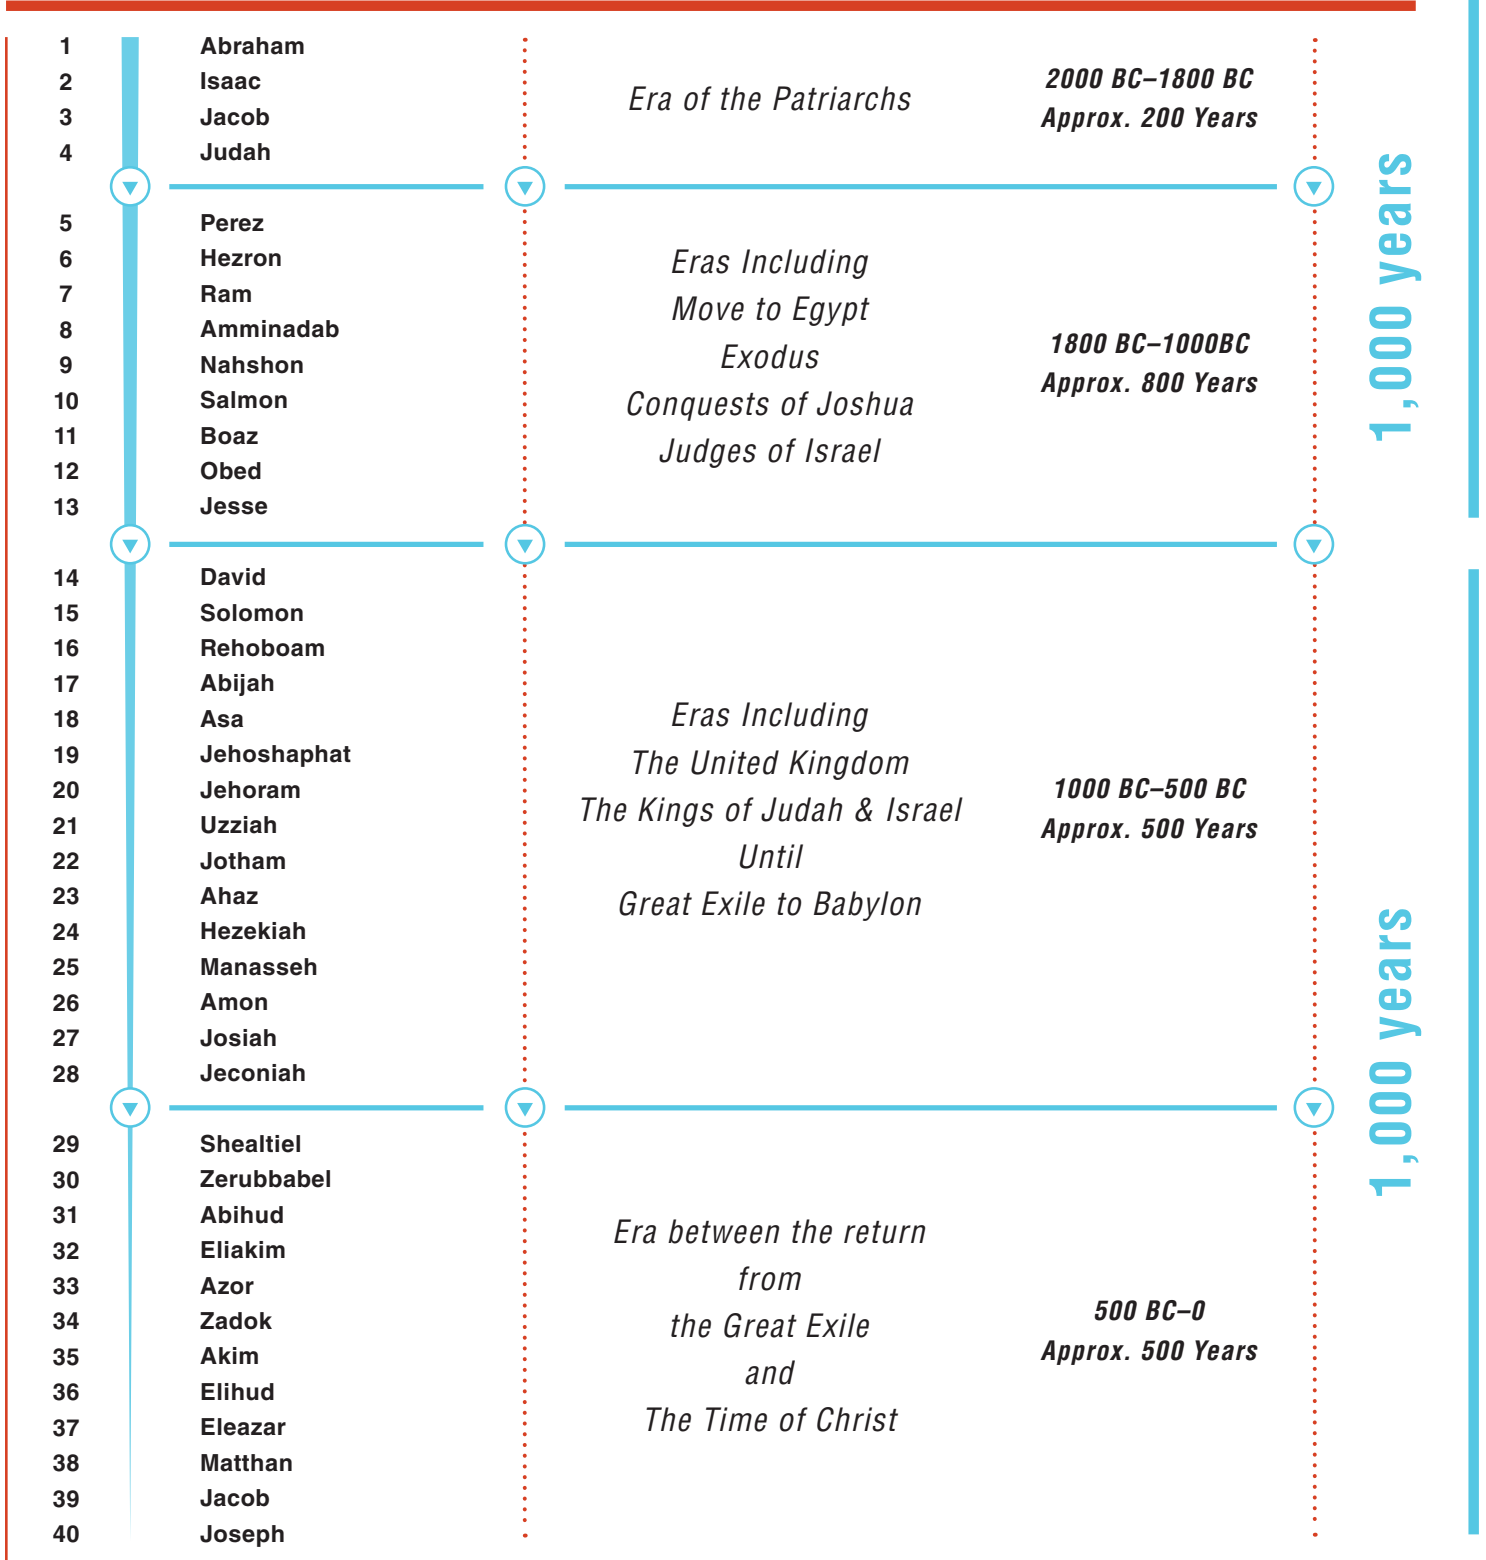 1 Abraham
2 Isaac
3 Jacob
4 Judah
Era of the Patriarchs
2000 BC–1800 BC
Approx. 200 Years
5 Perez
6 Hezron
7 Ram
8 Amminadab
9 Nahshon
10 Salmon
11 Boaz
12 Obed
13 Jesse
Eras Including
Move to Egypt
Exodus
Conquests of Joshua
Judges of Israel
1800 BC–1000BC
Approx. 800 Years
1,000 years
14 David
15 Solomon
16 Rehoboam
17 Abijah
18 Asa
19 Jehoshaphat
20 Jehoram
21 Uzziah
22 Jotham
23 Ahaz
24 Hezekiah
25 Manasseh
26 Amon
27 Josiah
28 Jeconiah
Eras Including
The United Kingdom
The Kings of Judah & Israel
Until
Great Exile to Babylon
1000 BC–500 BC
Approx. 500 Years
29 Shealtiel
30 Zerubbabel
31 Abihud
32 Eliakim
33 Azor
34 Zadok
35 Akim
36 Elihud
37 Eleazar
38 Matthan
39 Jacob
40 Joseph
Era between the return
from
the Great Exile
and
The Time of Christ
500 BC–0
Approx. 500 Years
1,000 years